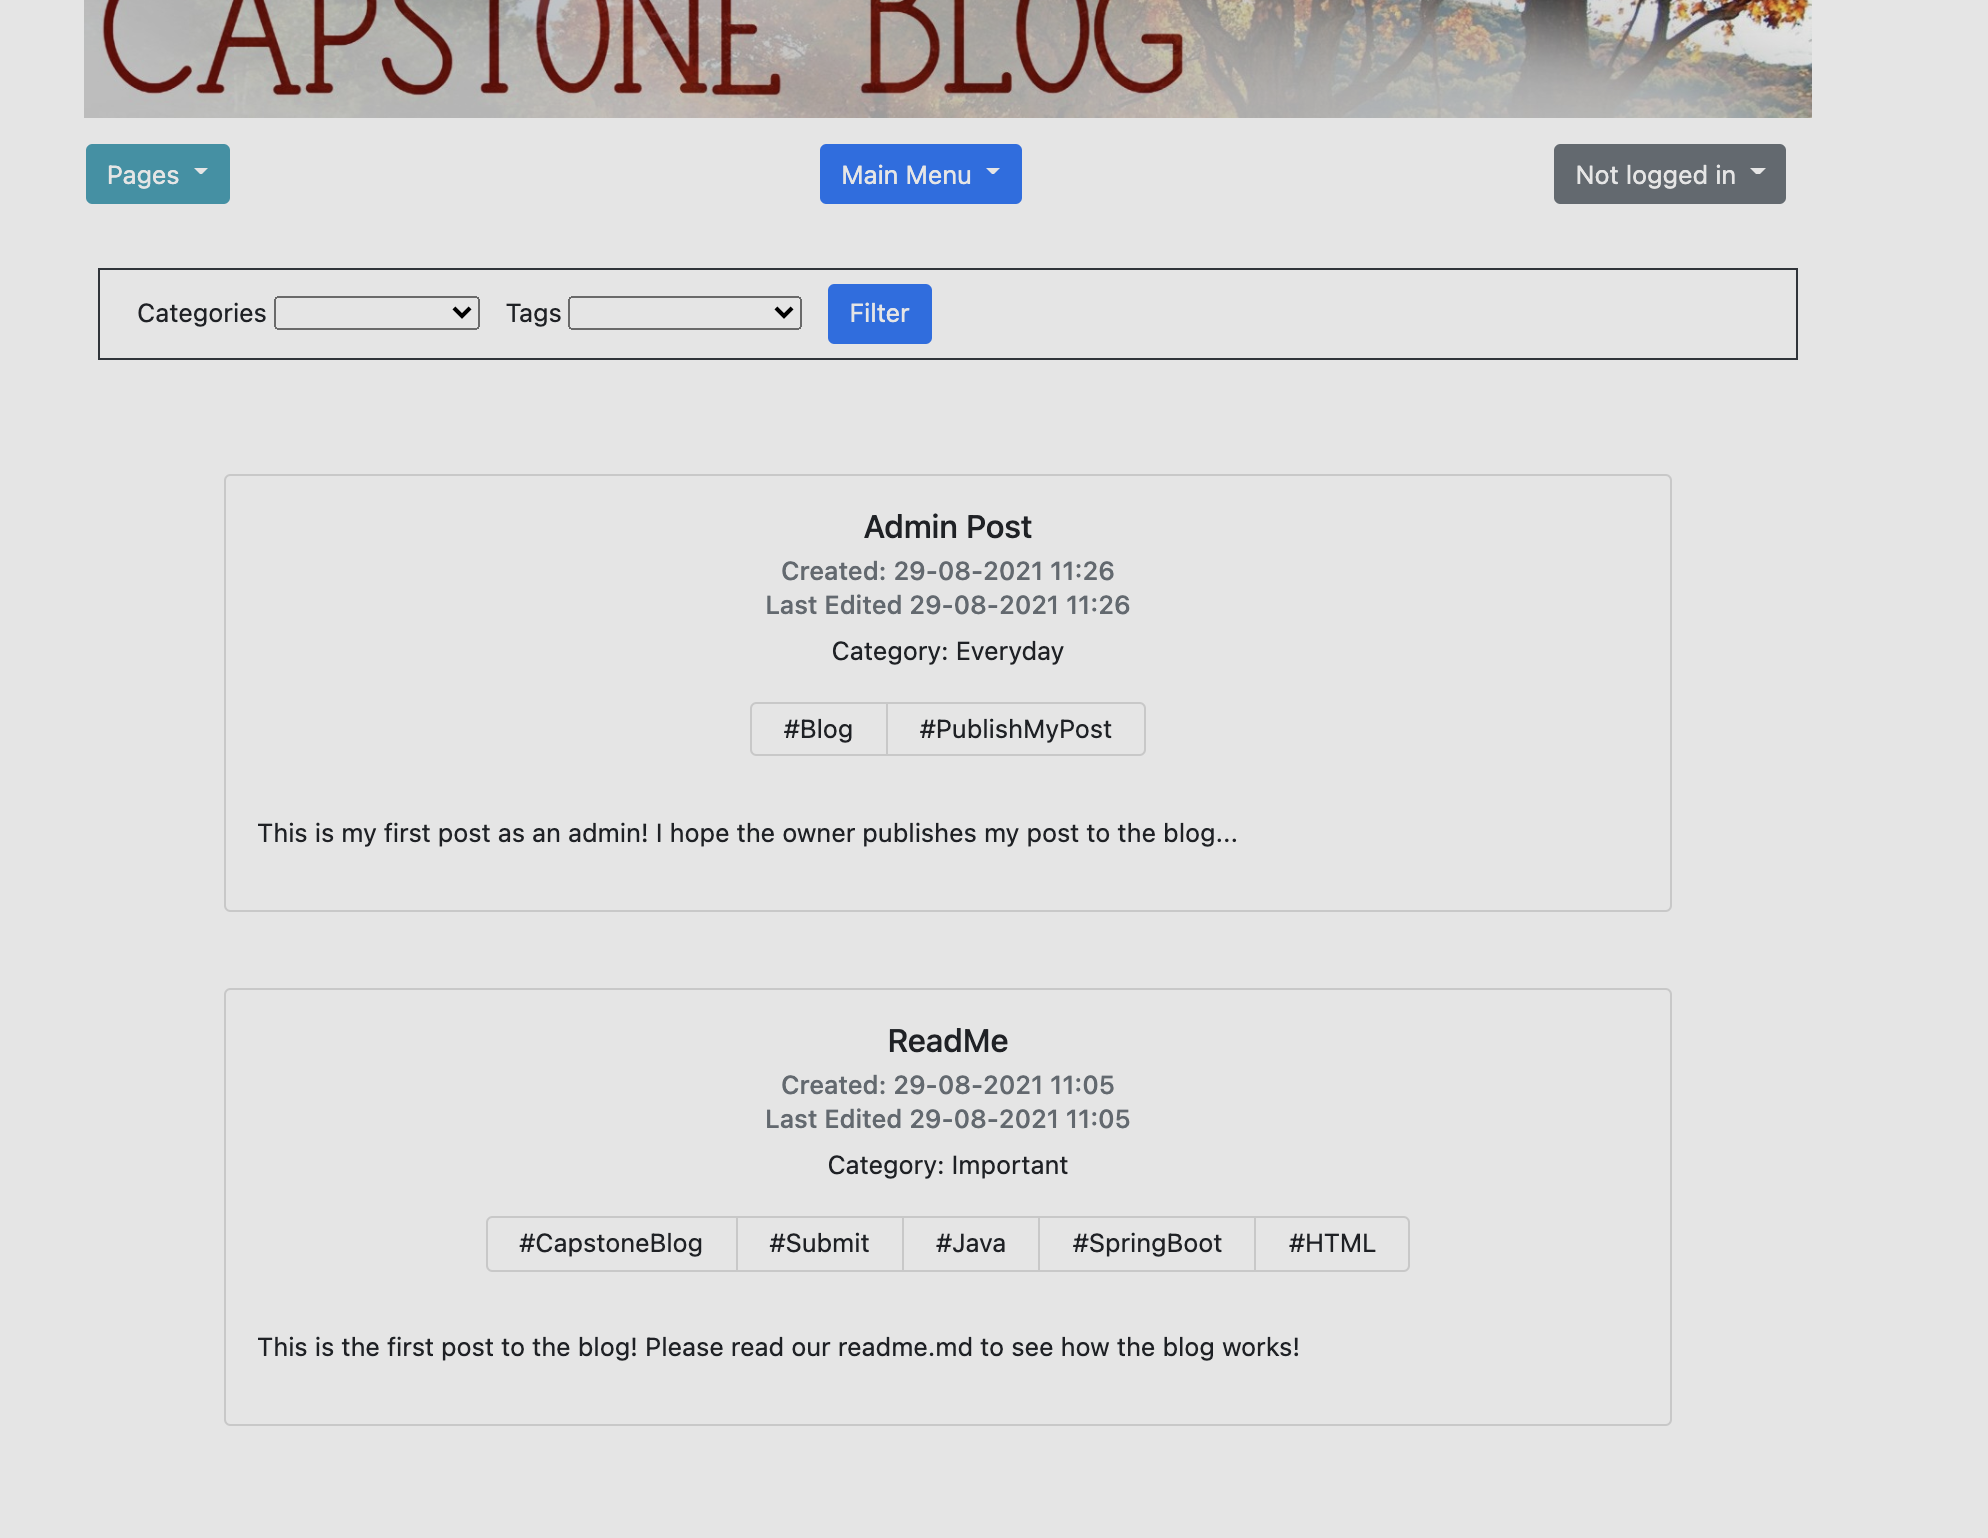 CAPSTONE BLOG
Pages
Main Menu
Not logged in
Categories
Tags
Filter
Admin Post
Created: 29-08-2021 11:26
Last Edited 29-08-2021 11:26
Category: Everyday
#Blog #PublishMyPost
This is my first post as an admin! I hope the owner publishes my post to the blog...
ReadMe
Created: 29-08-2021 11:05
Last Edited 29-08-2021 11:05
Category: Important
#CapstoneBlog #Submit #Java #SpringBoot #HTML
This is the first post to the blog! Please read our readme.md to see how the blog works!